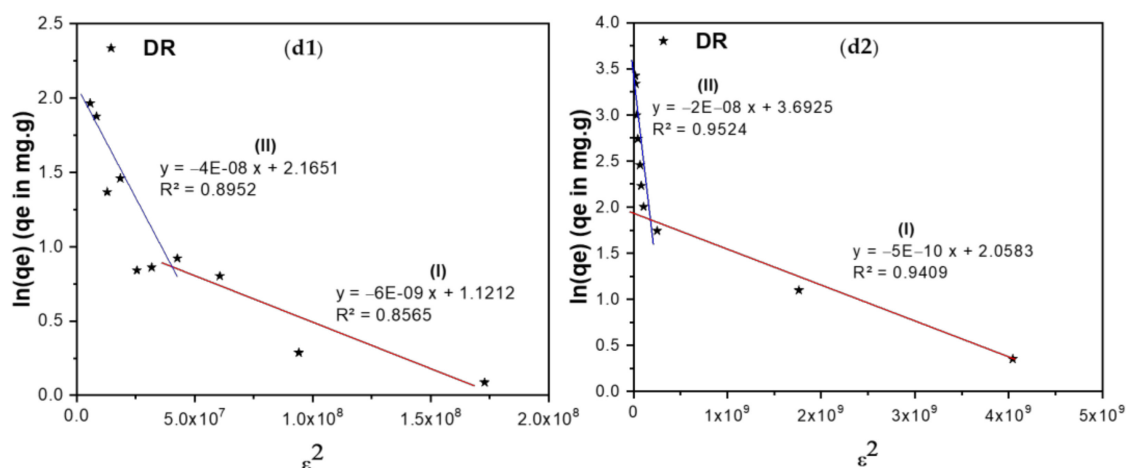 2.5
2.0
1.5
1.0
0.5
0.0
ln(qe) (qe in mg.g)
DR
(d1)
(II)
y = −4E-08 x + 2.1651
R² = 0.8952
(I)
y = −6E-09 x + 1.1212
R² = 0.8565
0.0 5.0x10⁷ 1.0x10⁸ 1.5x10⁸ 2.0x10⁸
ε²
4.0
3.5
3.0
2.5
2.0
1.5
1.0
0.5
0.0
ln(qe) (qe in mg.g)
DR
(d2)
(II)
y = −2E−08 x + 3.6925
R² = 0.9524
(I)
y = −5E−10 x + 2.0583
R² = 0.9409
0 1x10⁹ 2x10⁹ 3x10⁹ 4x10⁹ 5x10⁹
ε²